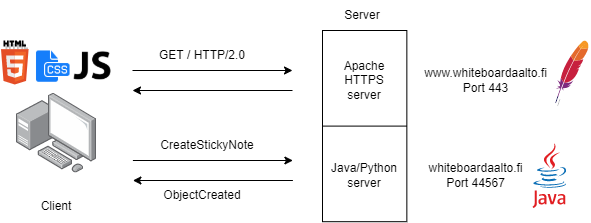 Server
HTML
5
CSS
JS
GET / HTTP/2.0
Apache
HTTPS
server
www.whiteboardaalto.fi
Port 443
CreateStickyNote
ObjectCreated
Java/Python
server
whiteboardaalto.fi
Port 44567
Java
Client